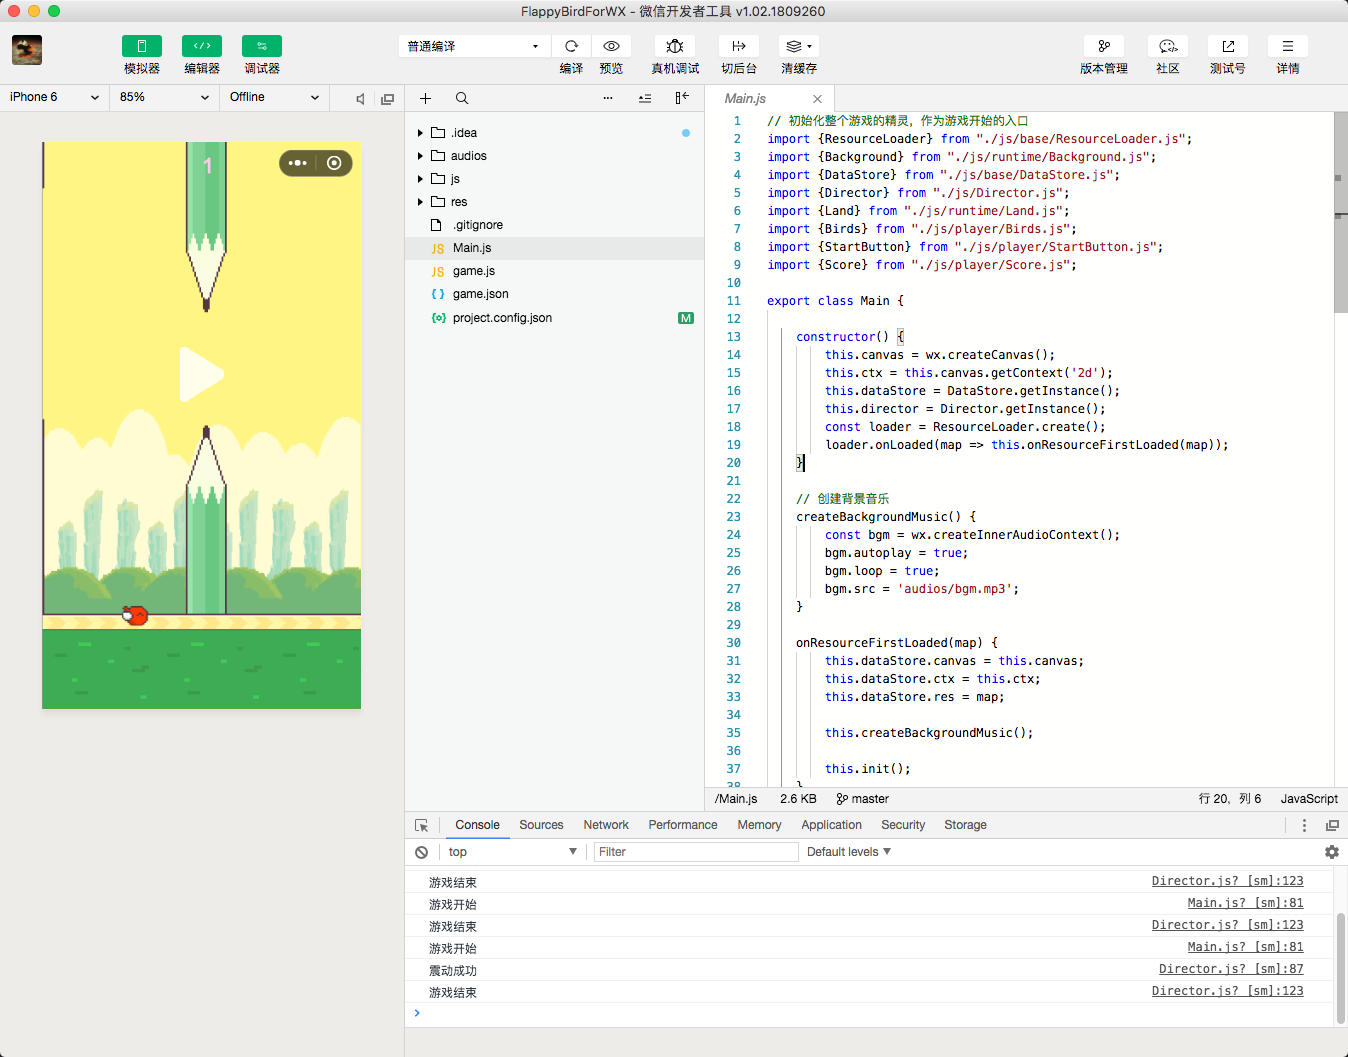 FlappyBirdForWX - 微信开发者工具 v1.02.1809260
模拟器
编辑器
调试器
普通编译
编译
预览
真机调试
切后台
清缓存
版本管理
社区
测试号
详情
iPhone 6
85%
Offline
1
.idea
audios
js
res
.gitignore
JS Main.js
JS game.js
{ } game.json
{o} project.config.json M
Main.js
1 // 初始化整个游戏的精灵，作为游戏开始的入口
2 import {ResourceLoader} from "./js/base/ResourceLoader.js";
3 import {Background} from "./js/runtime/Background.js";
4 import {DataStore} from "./js/base/DataStore.js";
5 import {Director} from "./js/Director.js";
6 import {Land} from "./js/runtime/Land.js";
7 import {Birds} from "./js/player/Birds.js";
8 import {StartButton} from "./js/player/StartButton.js";
9 import {Score} from "./js/player/Score.js";
10
11 export class Main {
12
13 constructor() {
14 this.canvas = wx.createCanvas();
15 this.ctx = this.canvas.getContext('2d');
16 this.dataStore = DataStore.getInstance();
17 this.director = Director.getInstance();
18 const loader = ResourceLoader.create();
19 loader.onLoaded(map => this.onResourceFirstLoaded(map));
20 }
21
22 // 创建背景音乐
23 createBackgroundMusic() {
24 const bgm = wx.createInnerAudioContext();
25 bgm.autoplay = true;
26 bgm.loop = true;
27 bgm.src = 'audios/bgm.mp3';
28 }
29
30 onResourceFirstLoaded(map) {
31 this.dataStore.canvas = this.canvas;
32 this.dataStore.ctx = this.ctx;
33 this.dataStore.res = map;
34
35 this.createBackgroundMusic();
36
37 this.init();
38 }
/Main.js 2.6 KB master 行 20，列 6 JavaScript
Console Sources Network Performance Memory Application Security Storage
top Filter Default levels
游戏结束 Director.js? [sm]:123
游戏开始 Main.js? [sm]:81
游戏结束 Director.js? [sm]:123
游戏开始 Main.js? [sm]:81
震动成功 Director.js? [sm]:87
游戏结束 Director.js? [sm]:123